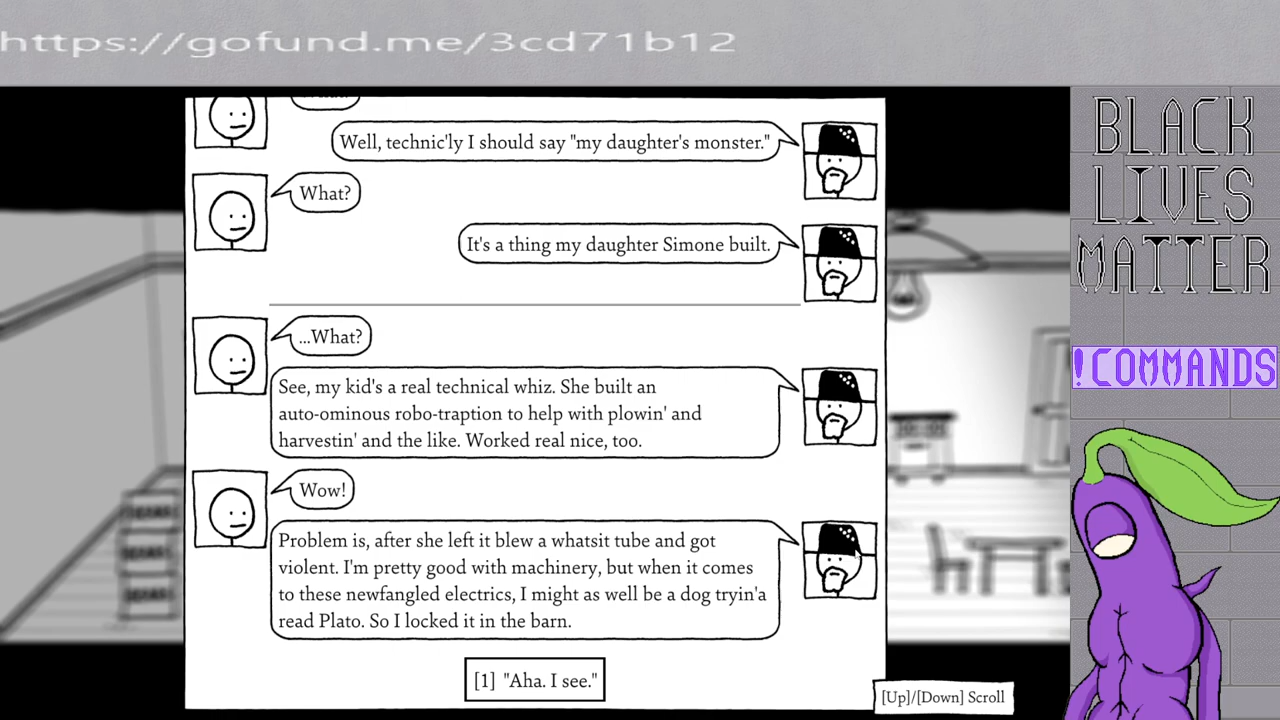 https://gofund.me/3cd71b12
Well, technic'ly I should say "my daughter's monster."
What?
It's a thing my daughter Simone built.
...What?
See, my kid's a real technical whiz. She built an
auto-ominous robo-traption to help with plowin' and
harvestin' and the like. Worked real nice, too.
Wow!
Problem is, after she left it blew a whatsit tube and got
violent. I'm pretty good with machinery, but when it comes
to these newfangled electrics, I might as well be a dog tryin'a
read Plato. So I locked it in the barn.
[1] "Aha. I see."
[Up]/[Down] Scroll
BLACK
LIVES
MATTER
!COMMANDS